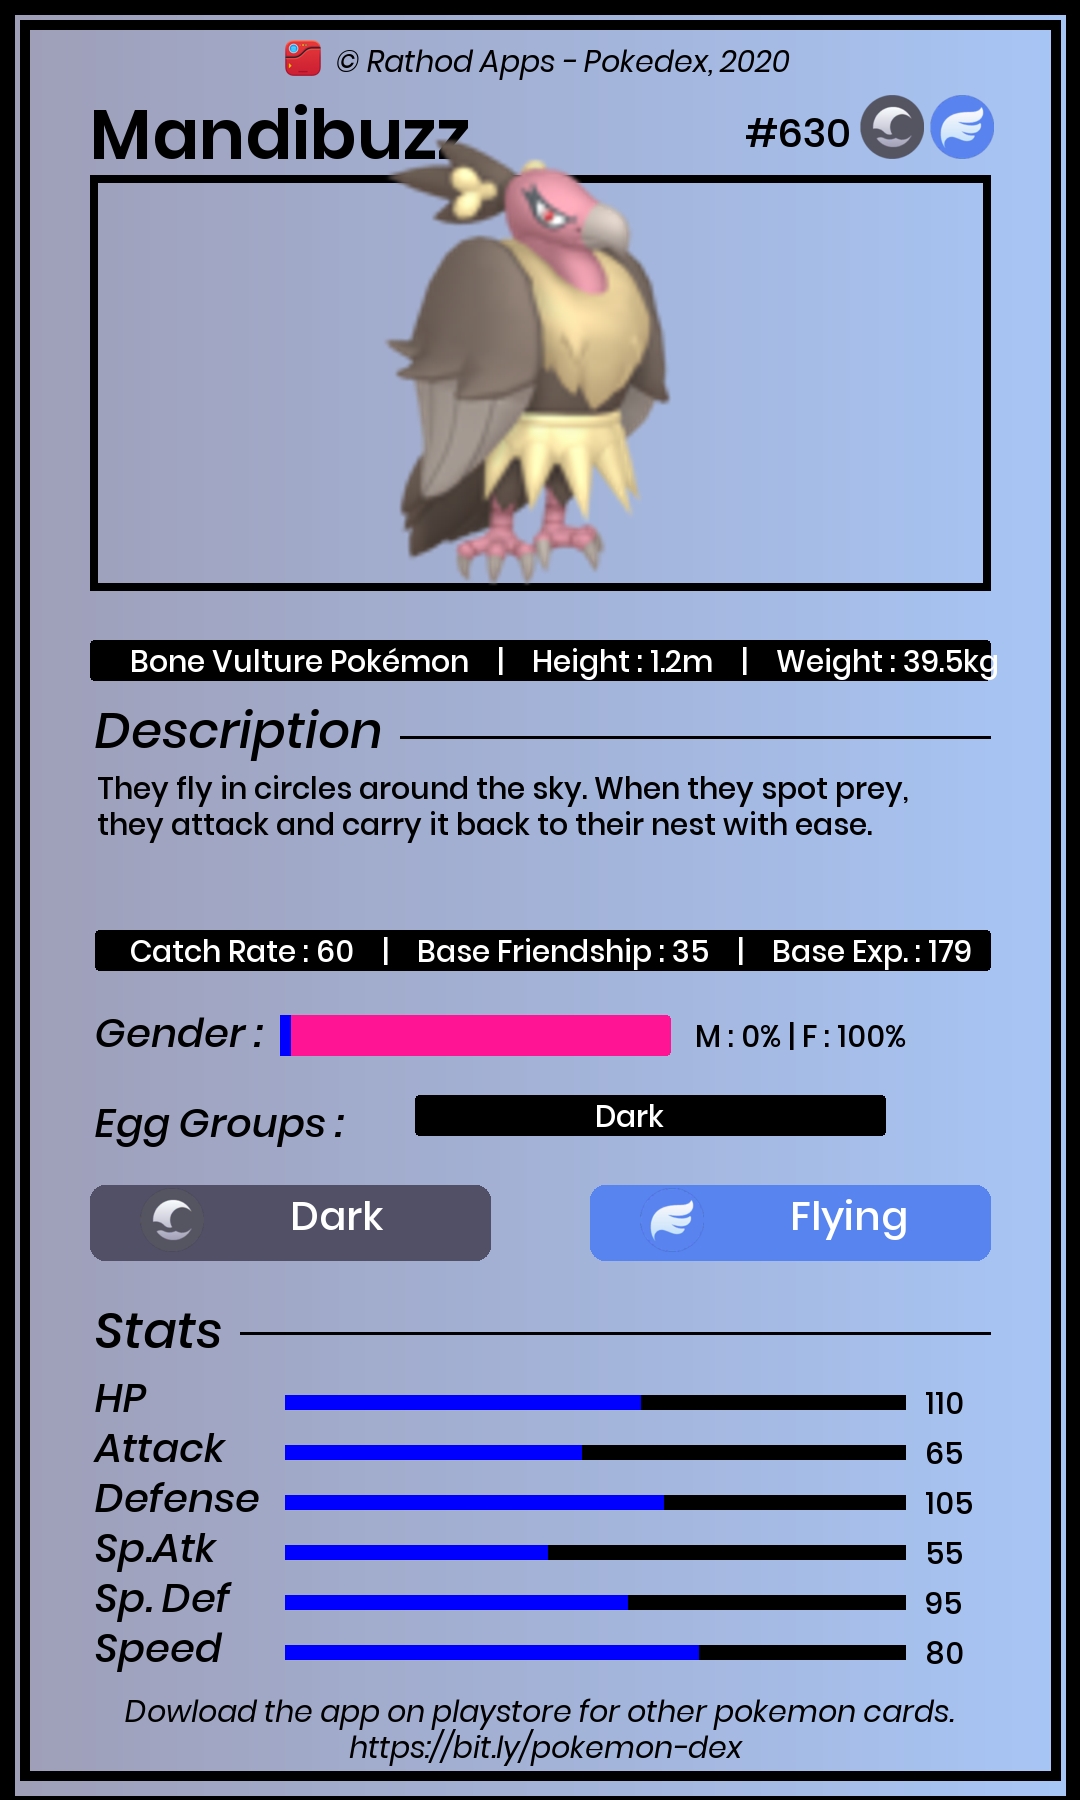 © Rathod Apps - Pokedex, 2020
Mandibuzz #630
Bone Vulture Pokémon | Height : 1.2m | Weight : 39.5kg
Description
They fly in circles around the sky. When they spot prey,
they attack and carry it back to their nest with ease.
Catch Rate : 60 | Base Friendship : 35 | Base Exp. : 179
Gender : M : 0% | F : 100%
Egg Groups : Dark
Dark Flying
Stats
HP 110
Attack 65
Defense 105
Sp.Atk 55
Sp. Def 95
Speed 80
Dowload the app on playstore for other pokemon cards.
https://bit.ly/pokemon-dex